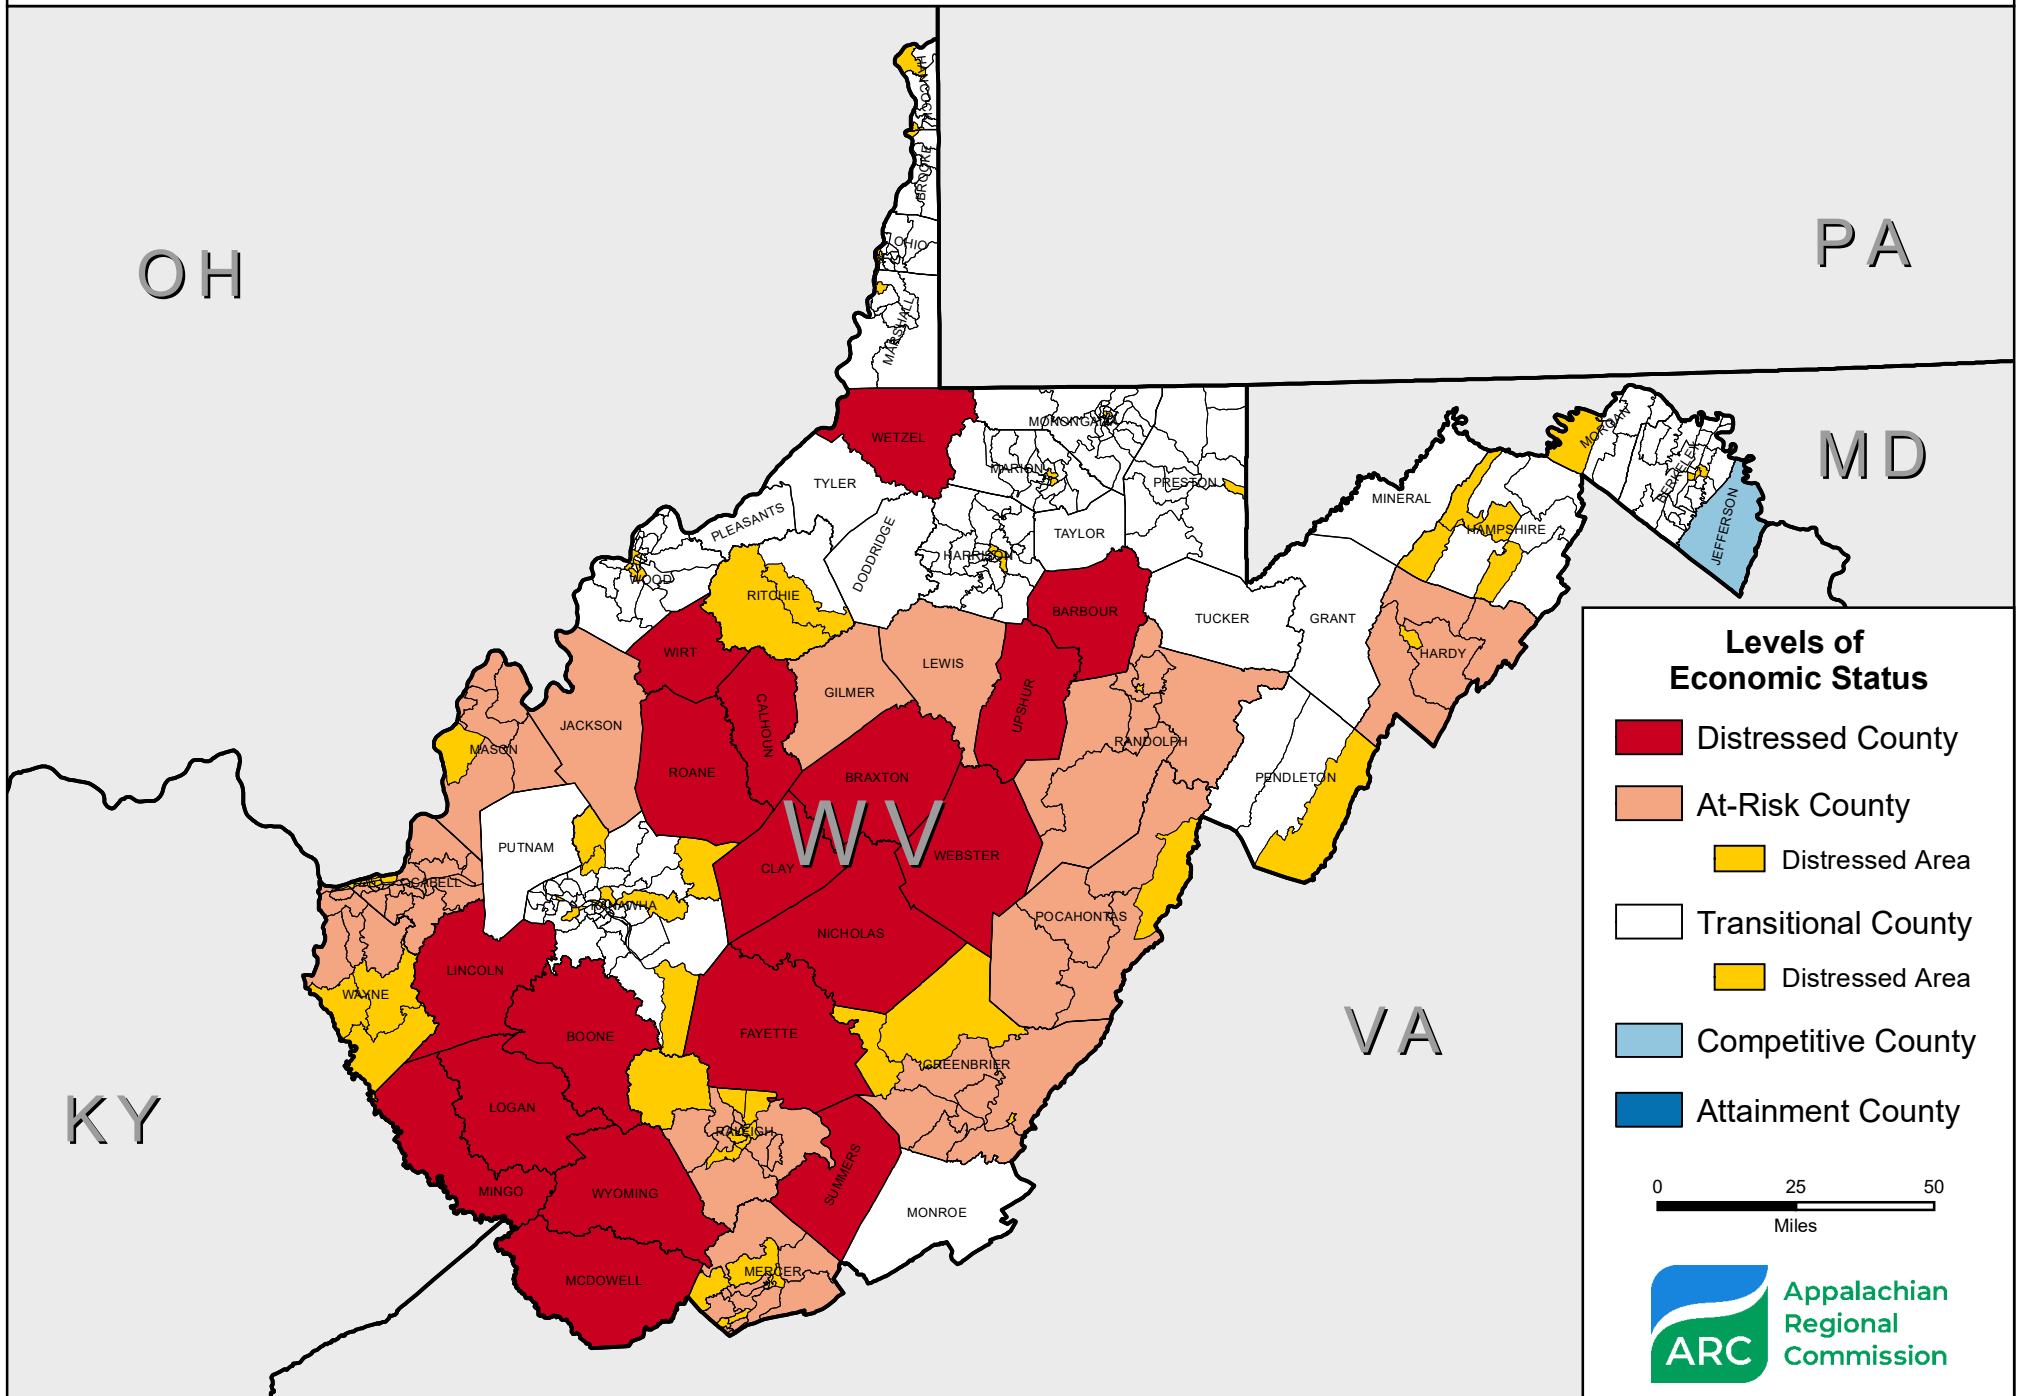 HANCOCK
BROOKE
OHIO
MARSHALL
OH
PA
MD
WETZEL
MONONGALIA
MARION
PRESTON
TYLER
PLEASANTS
DODDRIDGE
HARRISON
TAYLOR
WOOD
RITCHIE
MINERAL
HAMPSHIRE
MORGAN
BERKELEY
JEFFERSON
BARBOUR
TUCKER
GRANT
HARDY
WIRT
CALHOUN
GILMER
LEWIS
UPSHUR
JACKSON
MASON
ROANE
BRAXTON
RANDOLPH
PENDLETON
WV
PUTNAM
CLAY
WEBSTER
CABELL
KANAWHA
POCAHONTAS
NICHOLAS
LINCOLN
WAYNE
BOONE
FAYETTE
GREENBRIER
VA
KY
LOGAN
RALEIGH
SUMMERS
MINGO
WYOMING
MONROE
MCDOWELL
MERCER
Levels of
Economic Status
Distressed County
At-Risk County
Distressed Area
Transitional County
Distressed Area
Competitive County
Attainment County
0 25 50
Miles
ARC
Appalachian
Regional
Commission